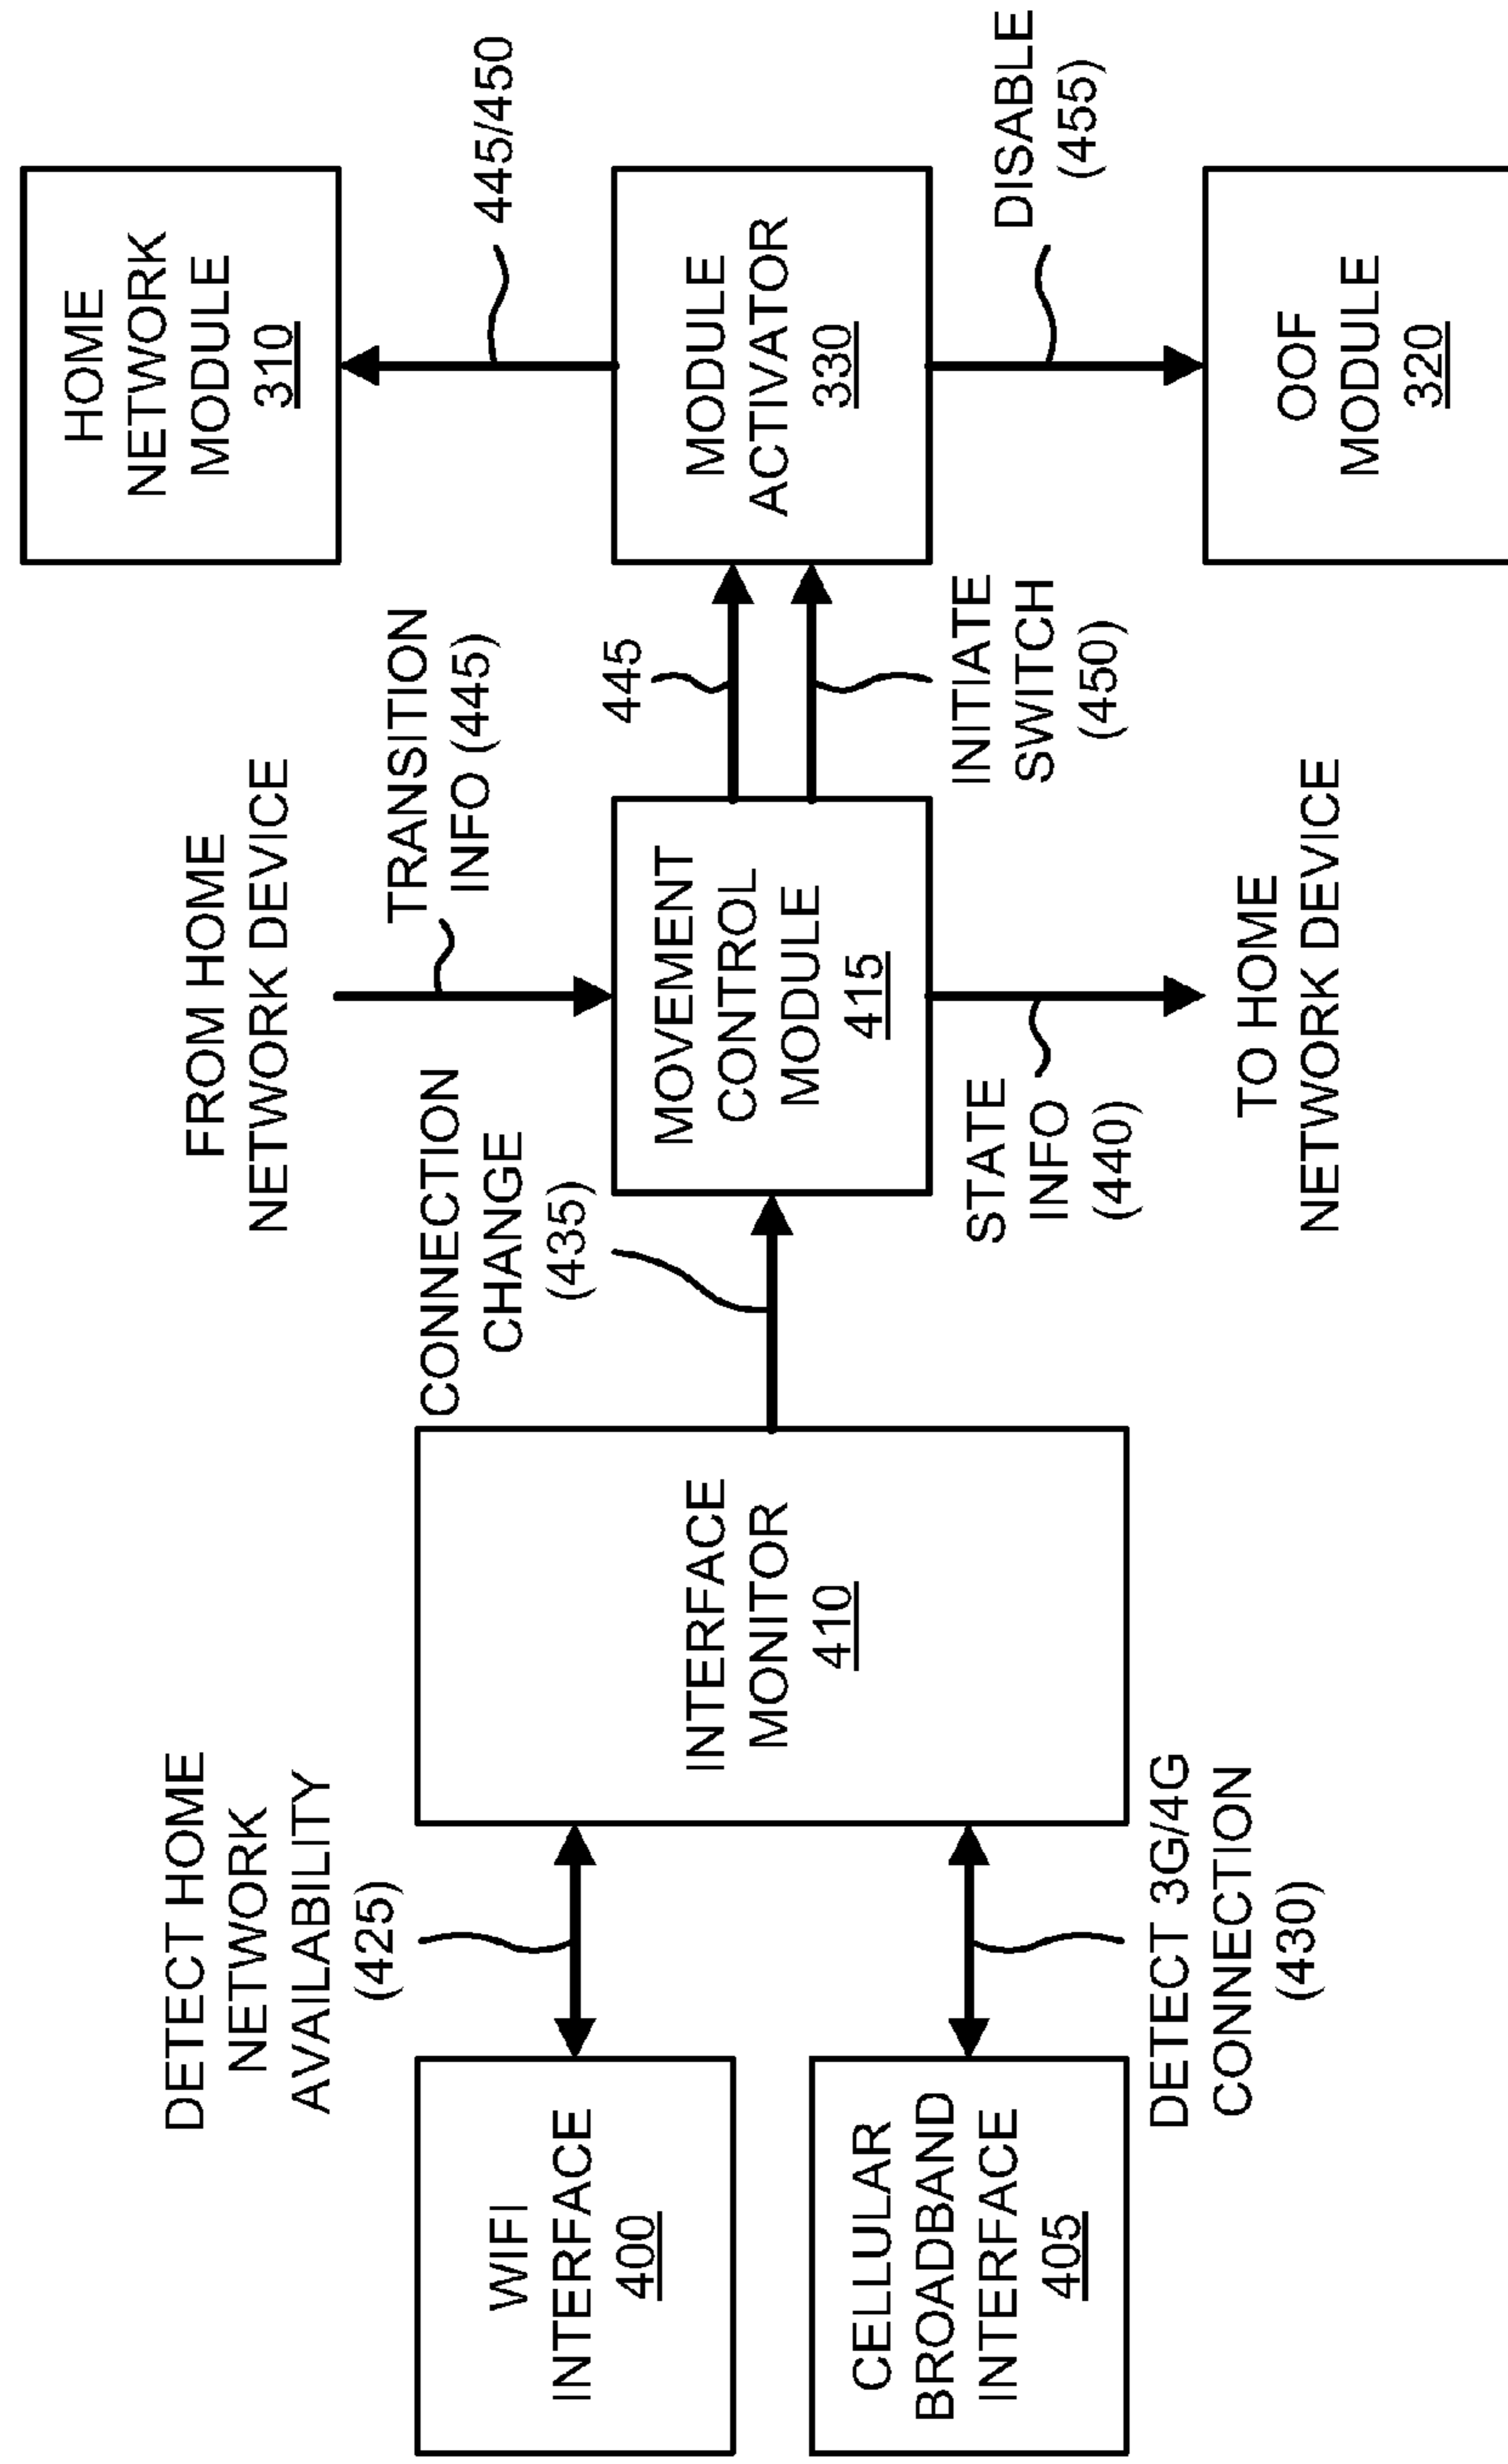 FROM HOME
NETWORK DEVICE
HOME
NETWORK
MODULE
310
DETECT HOME
NETWORK
AVAILABILITY
(425)
CONNECTION
CHANGE
(435)
TRANSITION
INFO (445)
445/450
WIFI
INTERFACE
400
INTERFACE
MONITOR
410
MOVEMENT
CONTROL
MODULE
415
445
MODULE
ACTIVATOR
330
CELLULAR
BROADBAND
INTERFACE
405
INITIATE
SWITCH
(450)
STATE
INFO
(440)
DISABLE
(455)
DETECT 3G/4G
CONNECTION
(430)
TO HOME
NETWORK DEVICE
OOF
MODULE
320